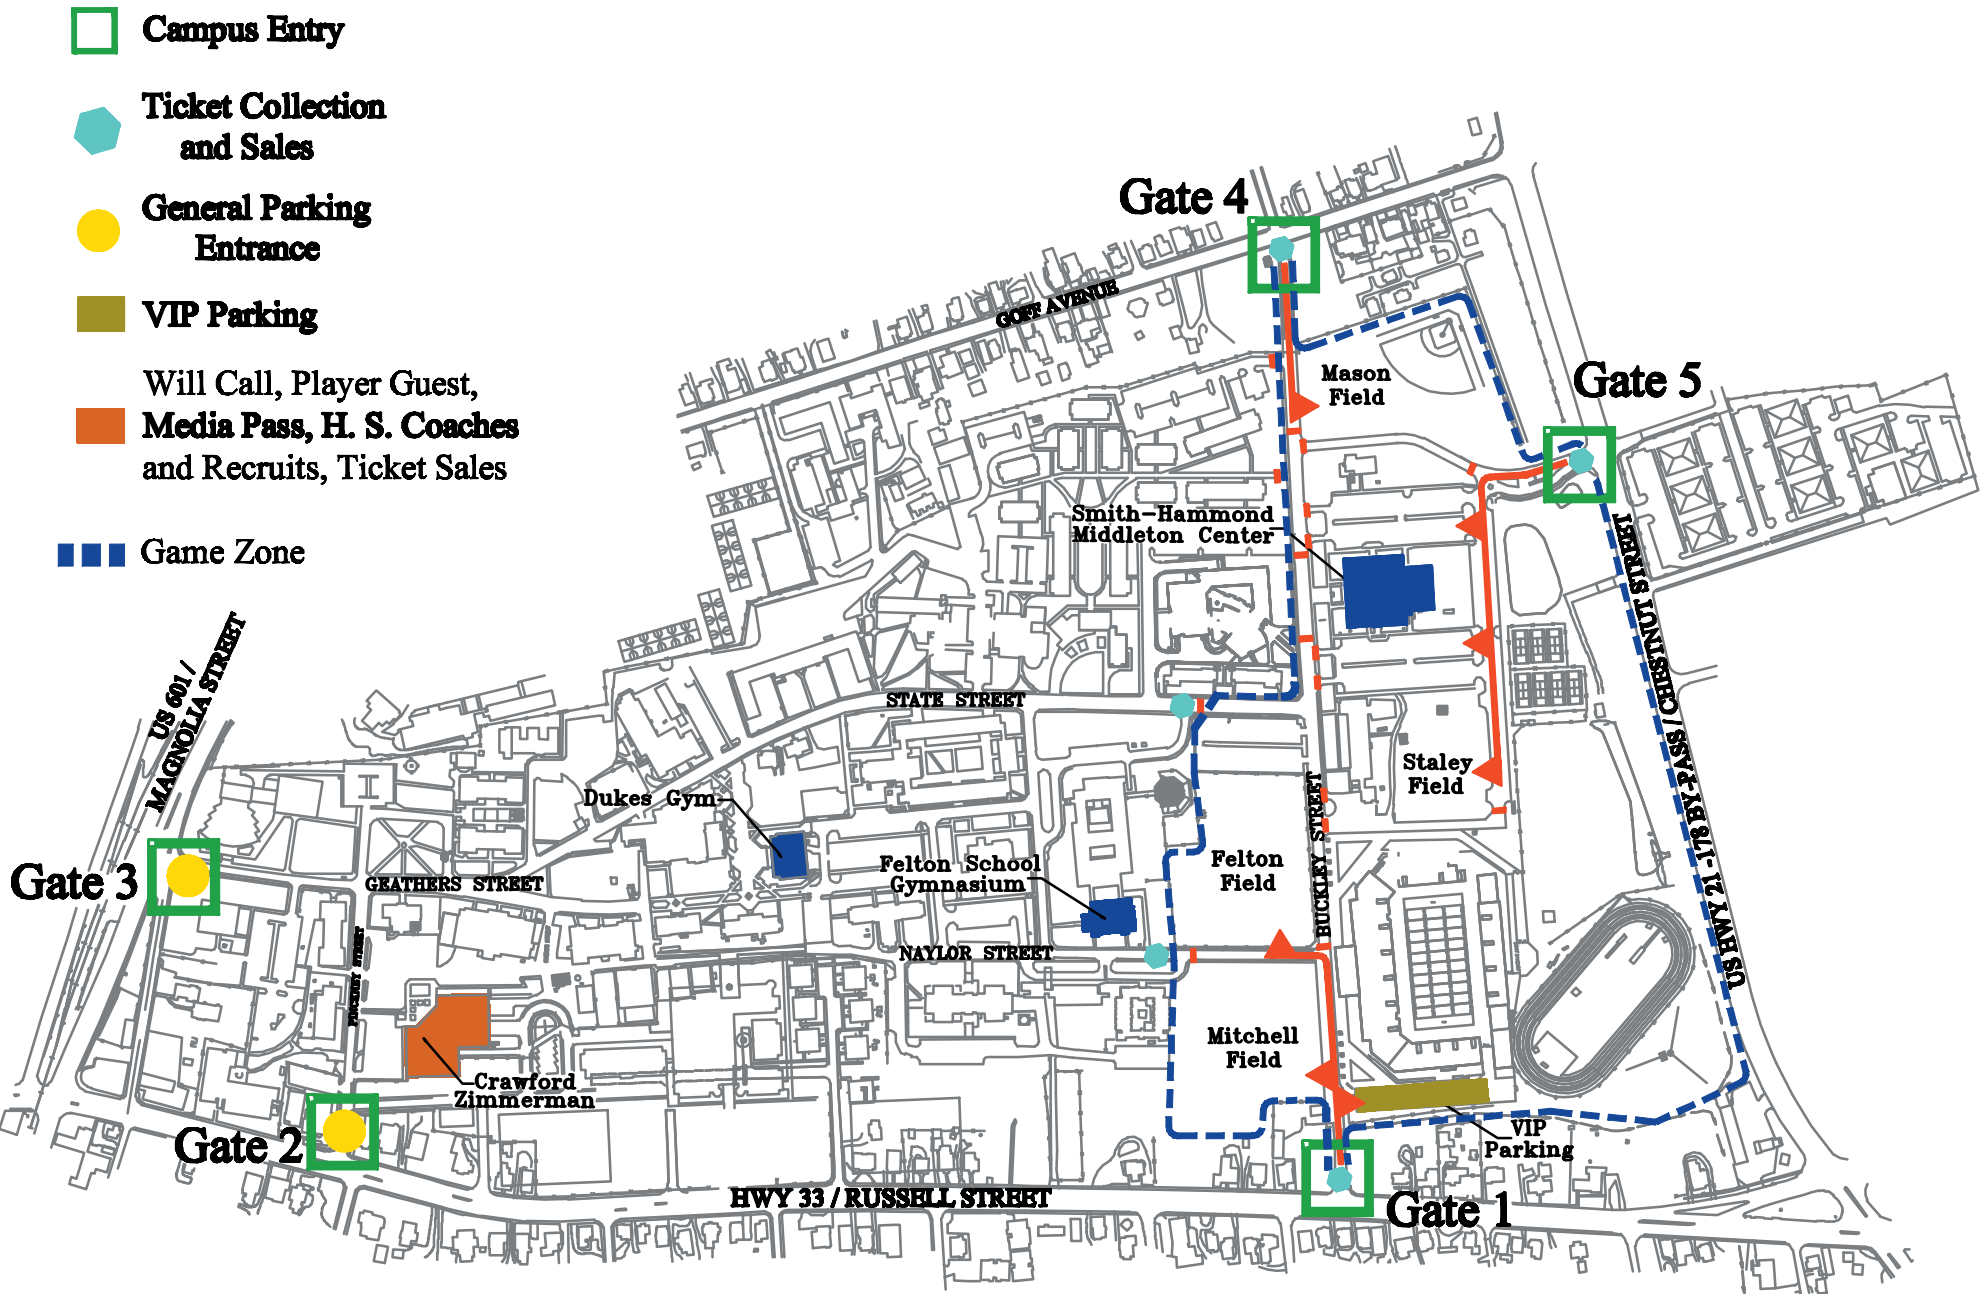 Campus Entry
Ticket Collection
and Sales
General Parking
Entrance
VIP Parking
Will Call, Player Guest,
Media Pass, H. S. Coaches
and Recruits, Ticket Sales
Game Zone
Gate 4
GOFF AVENUE
Mason
Field
Gate 5
Smith-Hammond
Middleton Center
US 601 /
MAGNOLIA STREET
STATE STREET
US HWY 21 -178 BY-PASS / CHESTNUT STREET
Staley
Field
Dukes Gym
BUCKLEY STREET
Felton School
Gymnasium
Felton
Field
Gate 3
GEATHERS STREET
NAYLOR STREET
PINCKNEY STREET
Mitchell
Field
Crawford
Zimmerman
Gate 2
VIP
Parking
HWY 33 / RUSSELL STREET
Gate 1